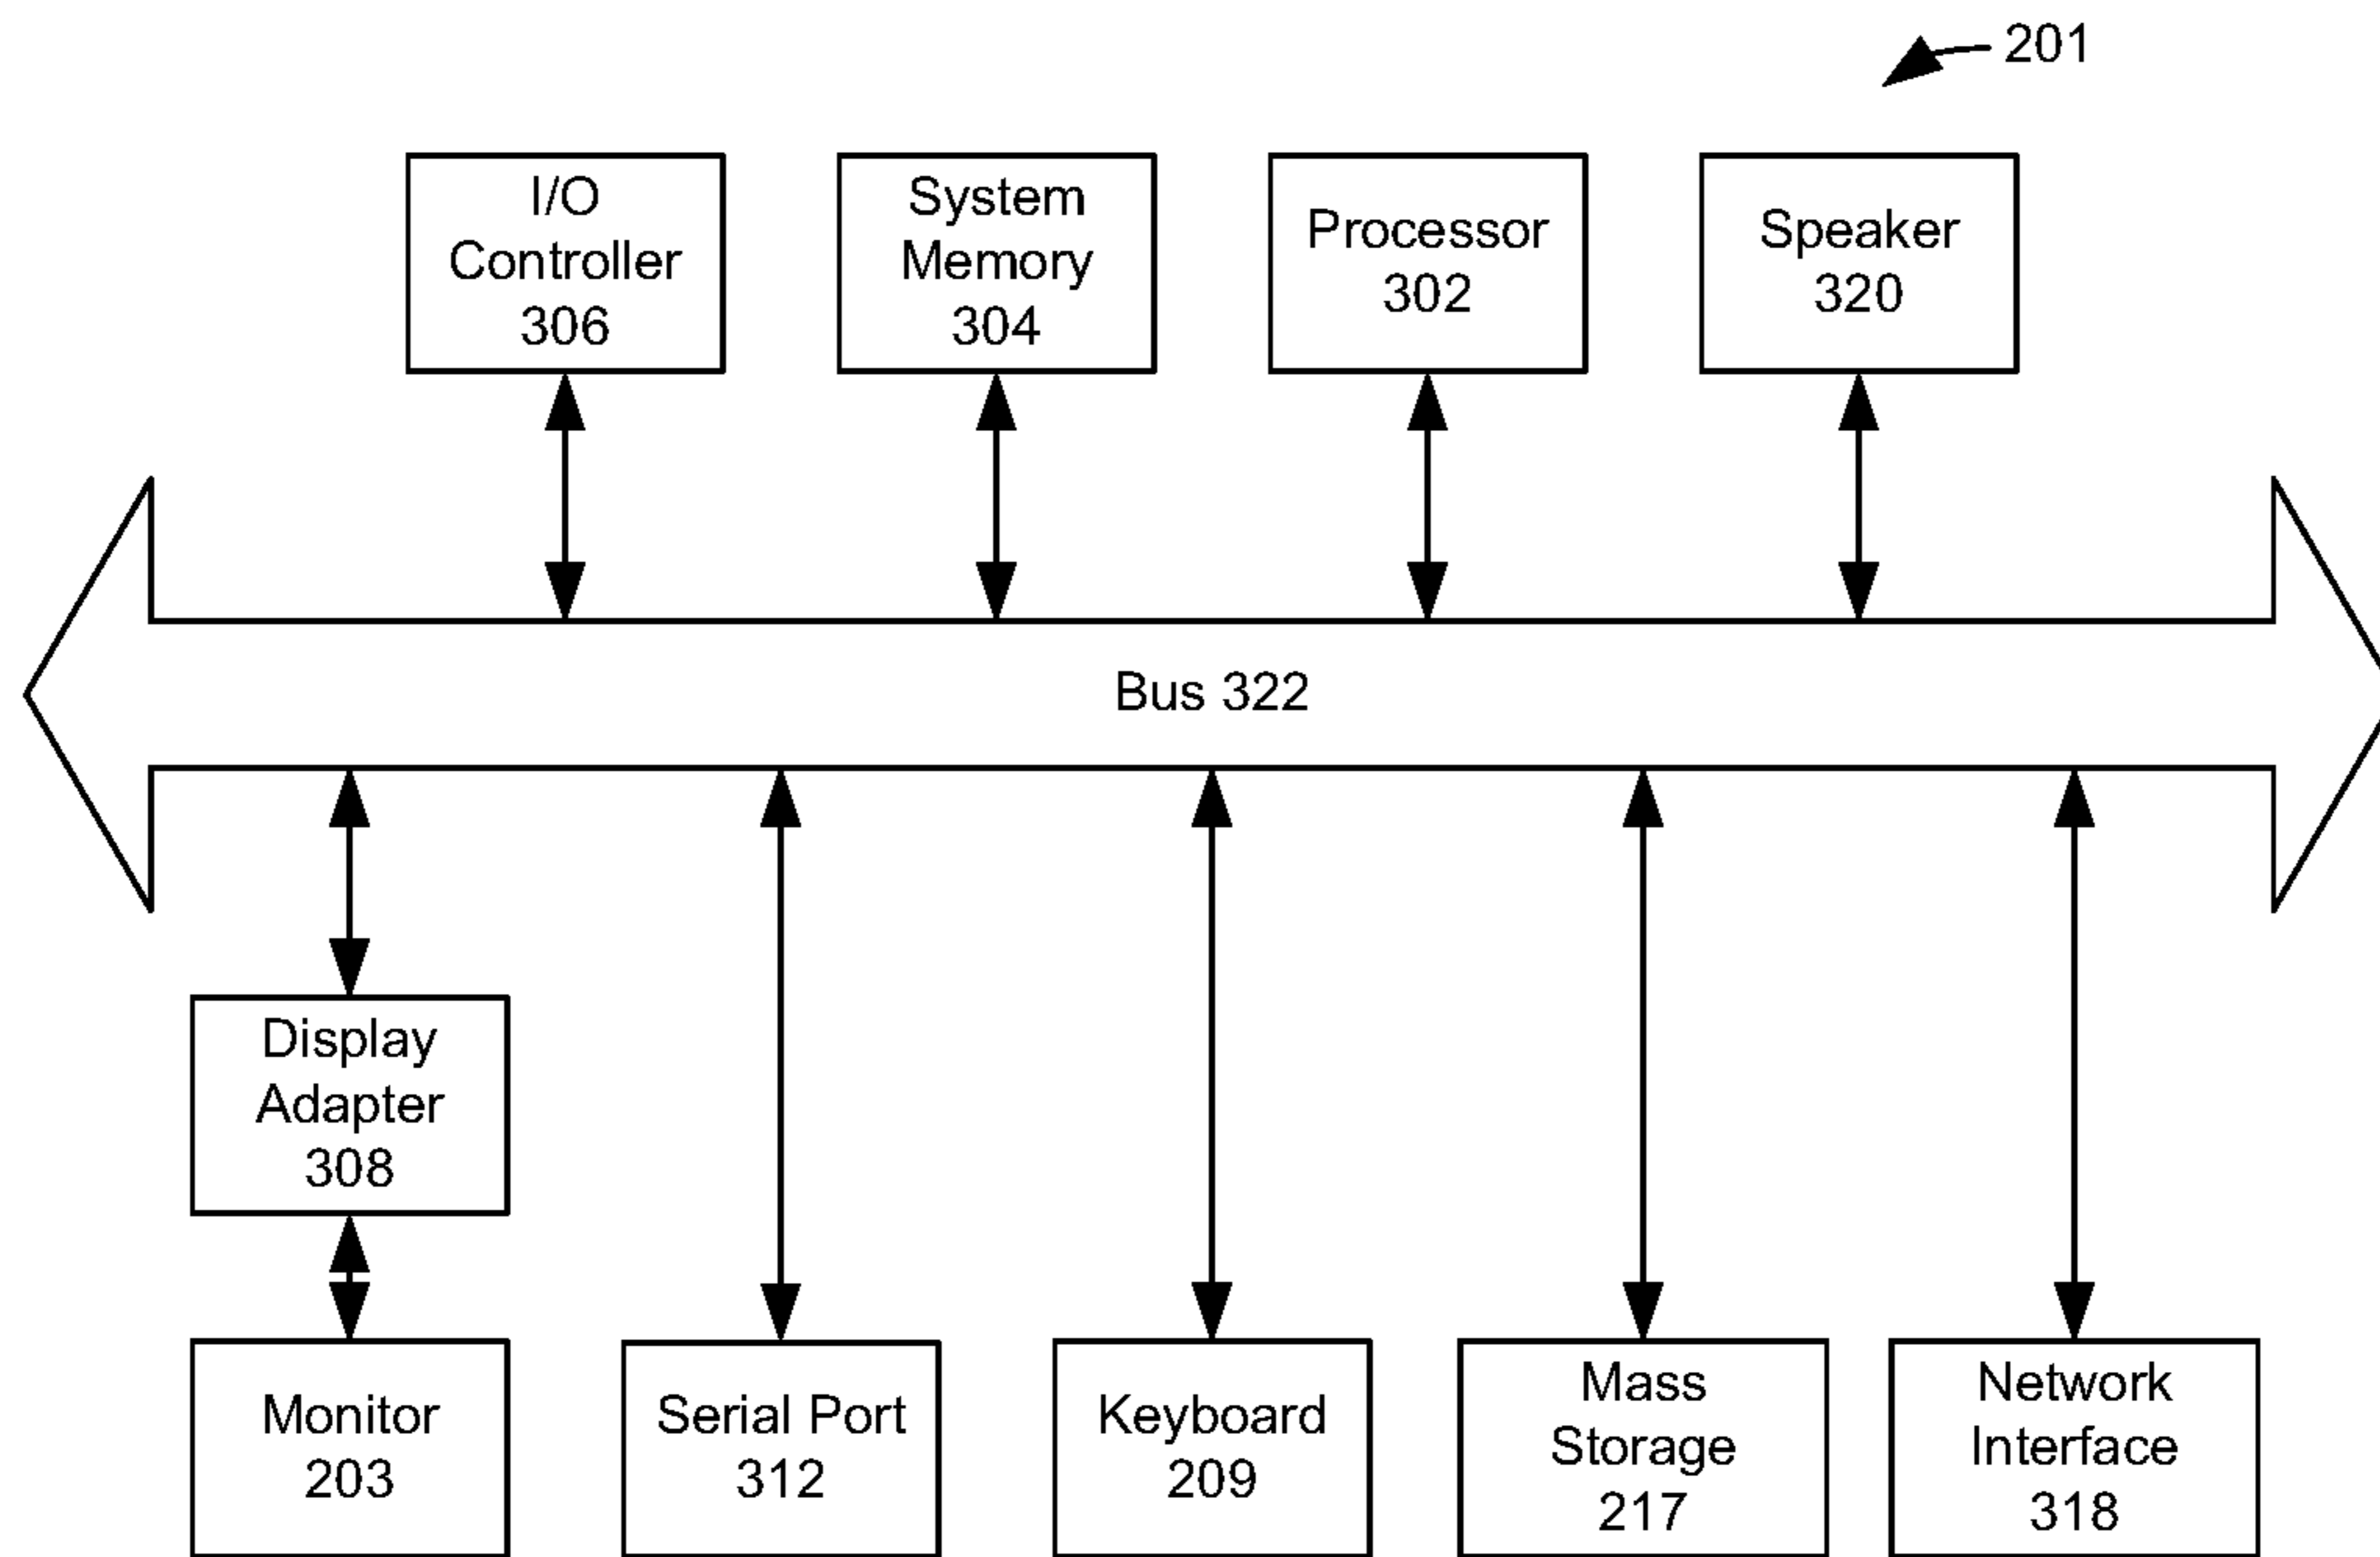 201
I/O
Controller
306
System
Memory
304
Processor
302
Speaker
320
Bus 322
Display
Adapter
308
Monitor
203
Serial Port
312
Keyboard
209
Mass
Storage
217
Network
Interface
318